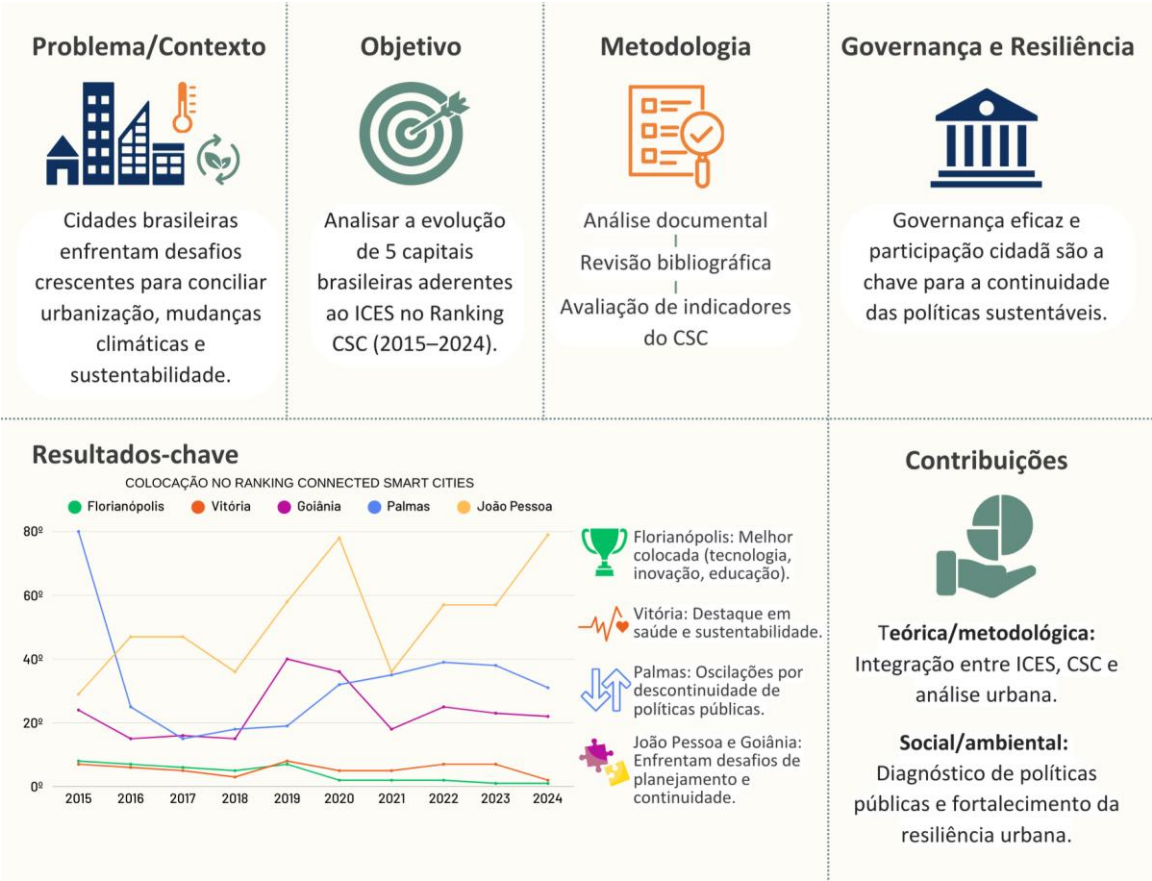 Problema/Contexto
Cidades brasileiras
enfrentam desafios
crescentes para conciliar
urbanização, mudanças
climáticas e
sustentabilidade.
Objetivo
Analisar a evolução
de 5 capitais
brasileiras aderentes
ao ICES no Ranking
CSC (2015–2024).
Metodologia
Análise documental
Revisão bibliográfica
Avaliação de indicadores
do CSC
Governança e Resiliência
Governança eficaz e
participação cidadã são a
chave para a continuidade
das políticas sustentáveis.
Resultados-chave
COLOCAÇÃO NO RANKING CONNECTED SMART CITIES
Florianópolis Vitória Goiânia Palmas João Pessoa
80º
60º
40º
20º
0º
2015 2016 2017 2018 2019 2020 2021 2022 2023 2024
Florianópolis: Melhor
colocada (tecnologia,
inovação, educação).
Vitória: Destaque em
saúde e sustentabilidade.
Palmas: Oscilações por
descontinuidade de
políticas públicas.
João Pessoa e Goiânia:
Enfrentam desafios de
planejamento e
continuidade.
Contribuições
Teórica/metodológica:
Integração entre ICES, CSC e
análise urbana.
Social/ambiental:
Diagnóstico de políticas
públicas e fortalecimento da
resiliência urbana.